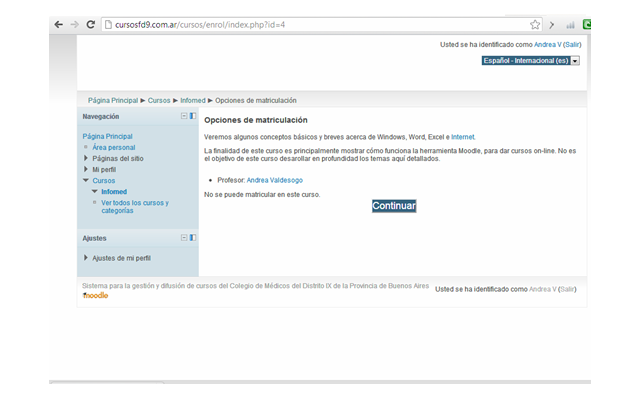 cursosfd9.com.ar/cursos/enrol/index.php?id=4
Usted se ha identificado como Andrea V (Salir)
Español - Internacional (es)
Página Principal ► Cursos ► Infomed ► Opciones de matriculación
Navegación
Página Principal
Área personal
Páginas del sitio
Mi perfil
Cursos
Infomed
Ver todos los cursos y
categorías
Ajustes
Ajustes de mi perfil
Opciones de matriculación
Veremos algunos conceptos básicos y breves acerca de Windows, Word, Excel e Internet.
La finalidad de este curso es principalmente mostrar cómo funciona la herramienta Moodle, para dar cursos on-line. No es
el objetivo de este curso desarollar en profundidad los temas aquí detallados.
Profesor: Andrea Valdesogo
No se puede matricular en este curso.
Continuar
Sistema para la gestión y difusión de cursos del Colegio de Médicos del Distrito IX de la Provincia de Buenos Aires
Usted se ha identificado como Andrea V (Salir)
moodle